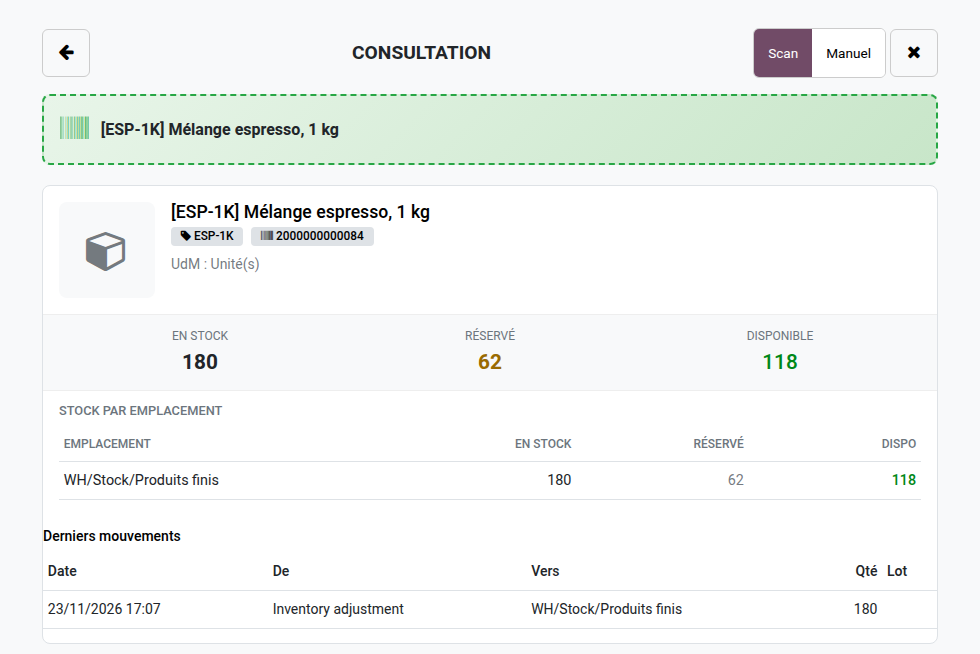 CONSULTATION
Scan Manuel
[ESP-1K] Mélange espresso, 1 kg
[ESP-1K] Mélange espresso, 1 kg
ESP-1K 2000000000084
UdM : Unité(s)
EN STOCK RÉSERVÉ DISPONIBLE
180 62 118
STOCK PAR EMPLACEMENT
EMPLACEMENT EN STOCK RÉSERVÉ DISPO
WH/Stock/Produits finis 180 62 118
Derniers mouvements
Date De Vers Qté Lot
23/11/2026 17:07 Inventory adjustment WH/Stock/Produits finis 180